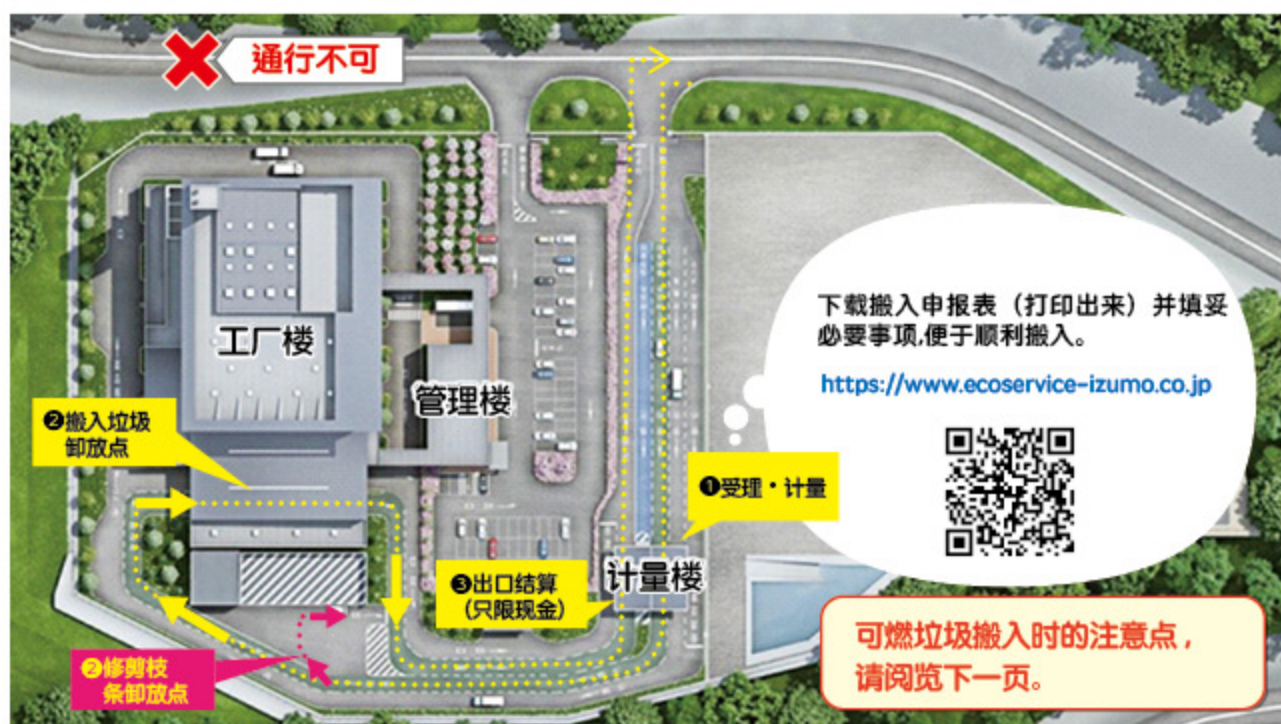 通行不可
下载搬入申报表（打印出来）并填妥
必要事项,便于顺利搬入。
https://www.ecoservice-izumo.co.jp
工厂楼
管理楼
❷搬入垃圾
卸放点
❶受理・计量
❸出口结算
（只限现金）
计量楼
❷修剪枝
条卸放点
可燃垃圾搬入时的注意点，
请阅览下一页。